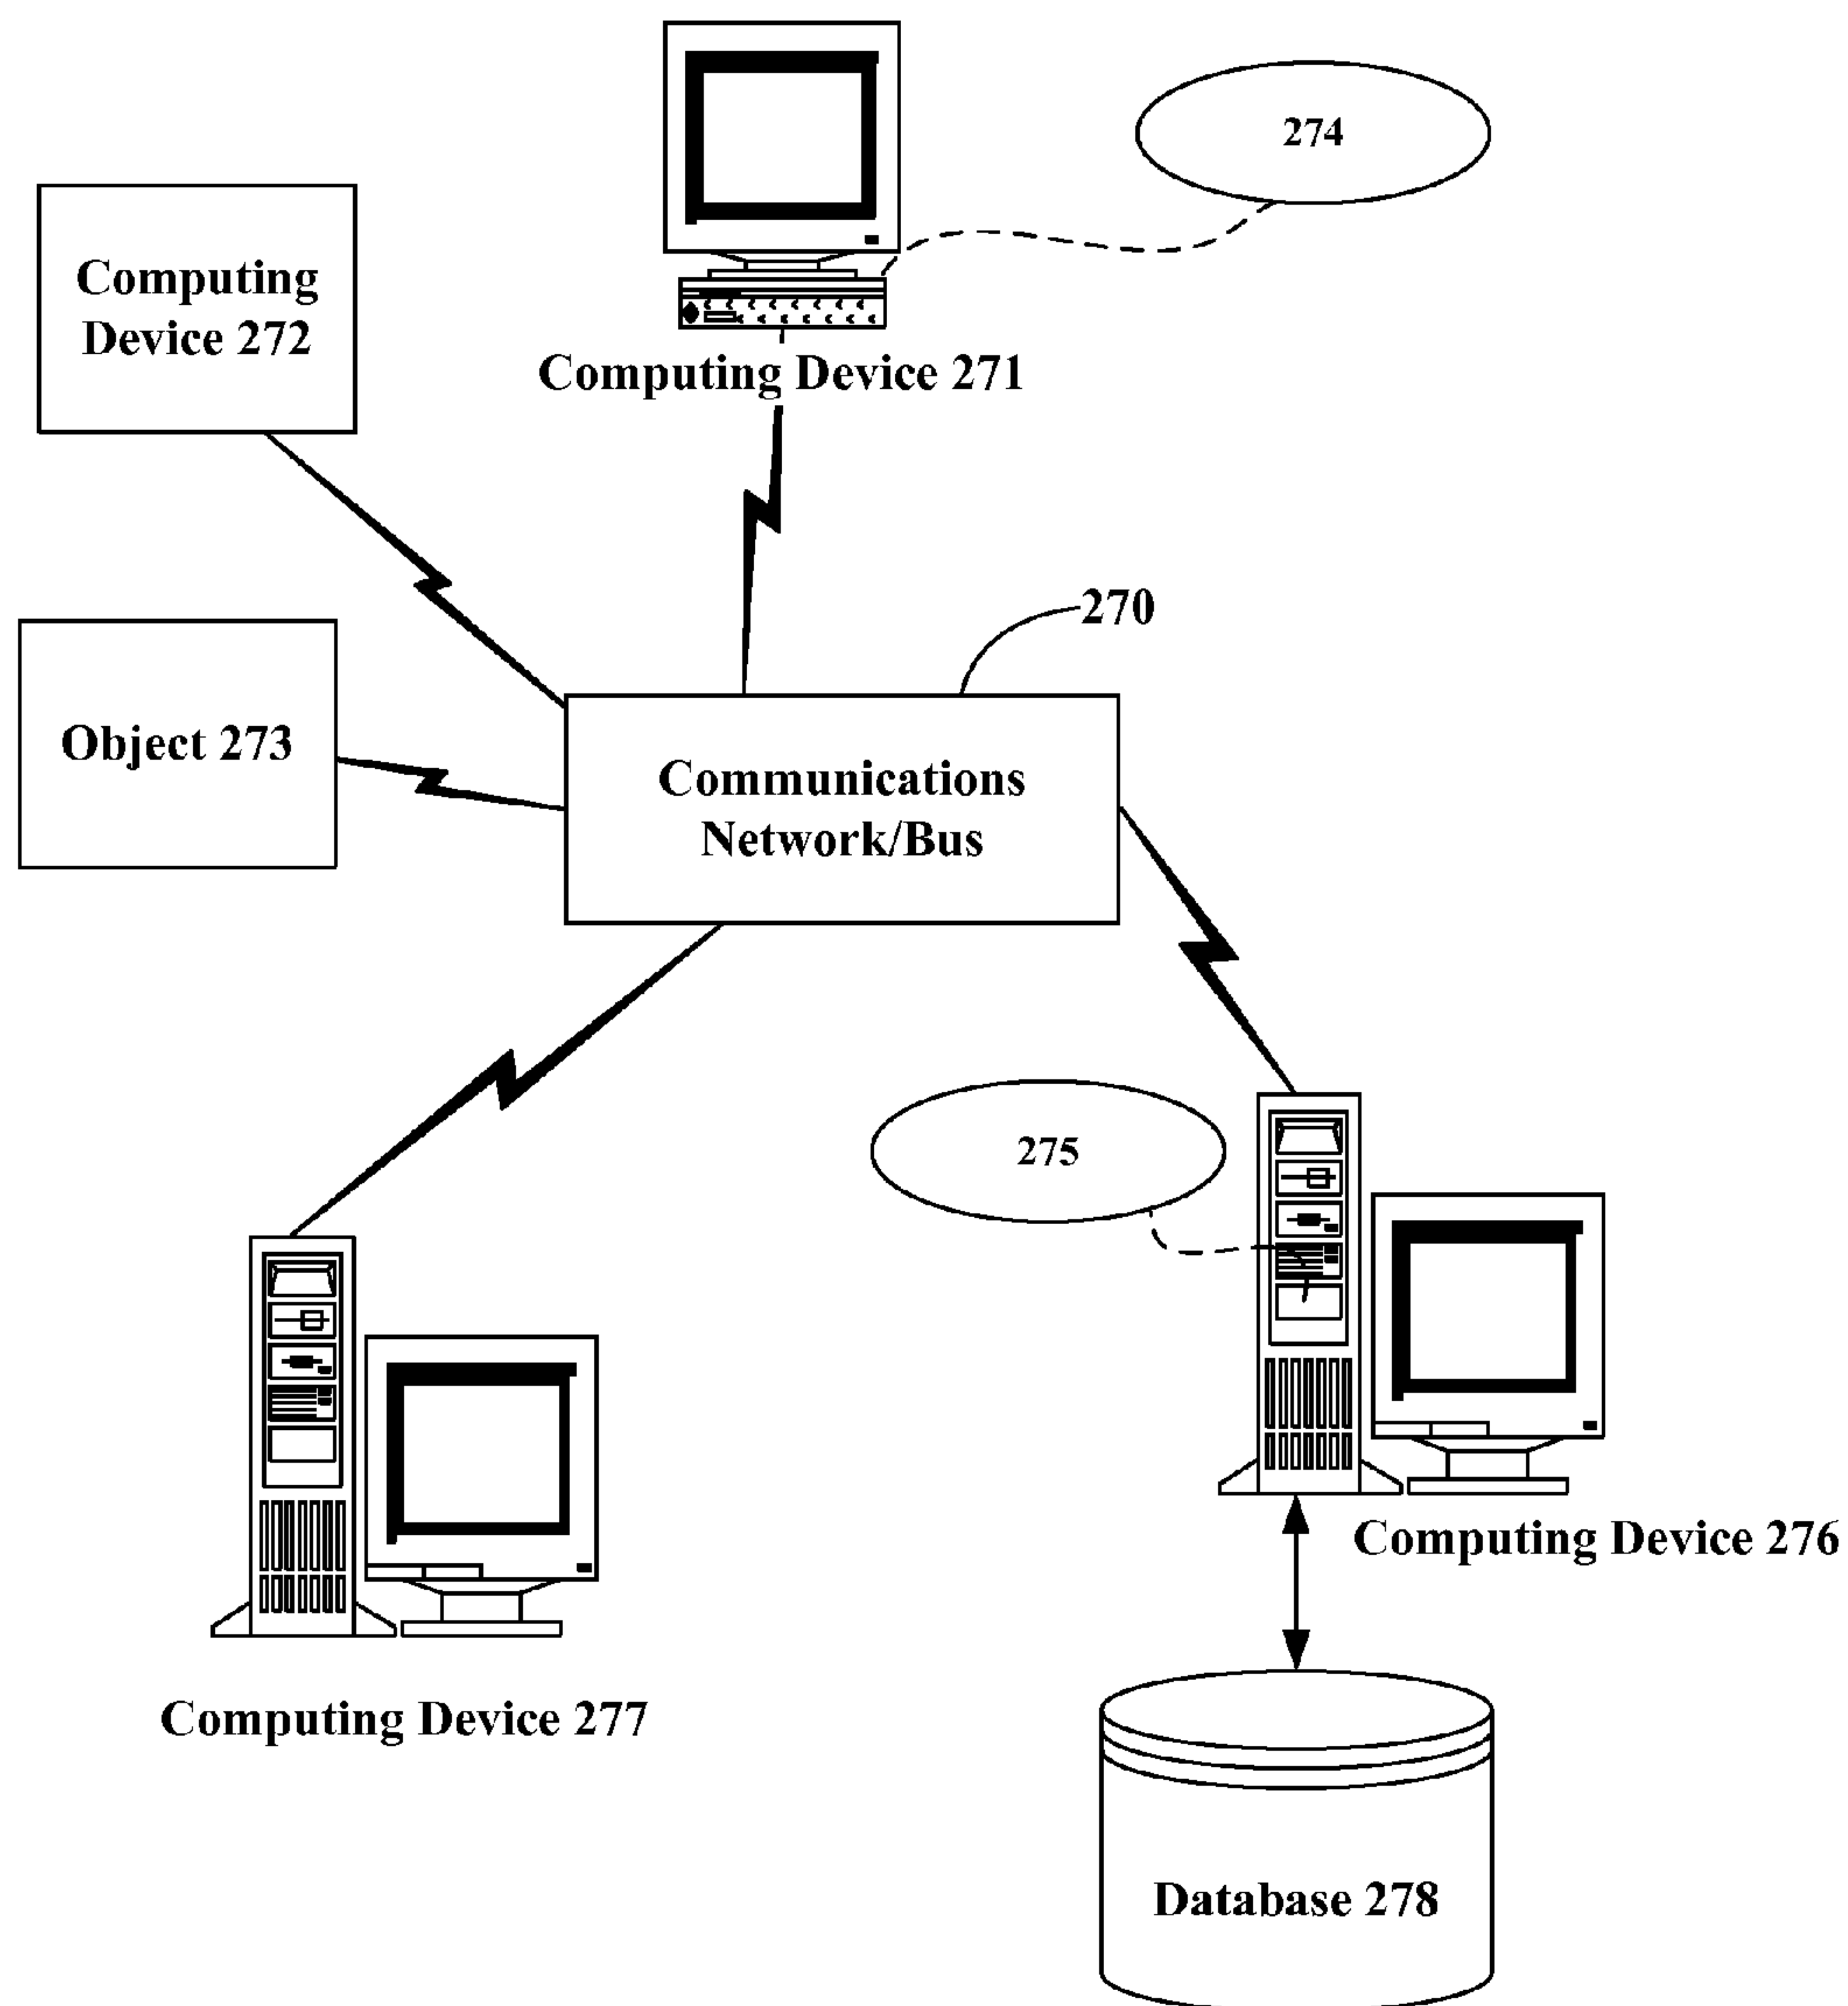 274
Computing
Device 272
Computing Device 271
270
Object 273
Communications
Network/Bus
275
Computing Device 276
Computing Device 277
Database 278